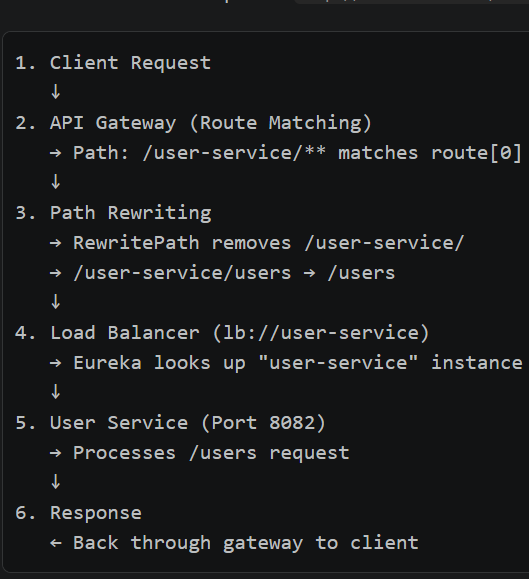 1. Client Request
↓
2. API Gateway (Route Matching)
→ Path: /user-service/** matches route[0]
↓
3. Path Rewriting
→ RewritePath removes /user-service/
→ /user-service/users → /users
↓
4. Load Balancer (lb://user-service)
→ Eureka looks up "user-service" instance
↓
5. User Service (Port 8082)
→ Processes /users request
↓
6. Response
← Back through gateway to client